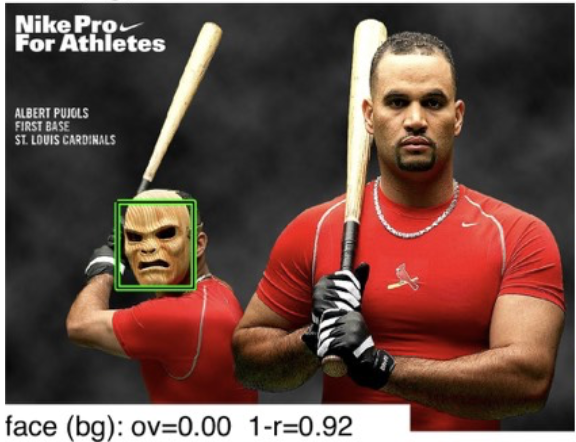 Nike Pro
For Athletes
ALBERT PUJOLS
FIRST BASE
ST. LOUIS CARDINALS
face (bg): ov=0.00 1-r=0.92